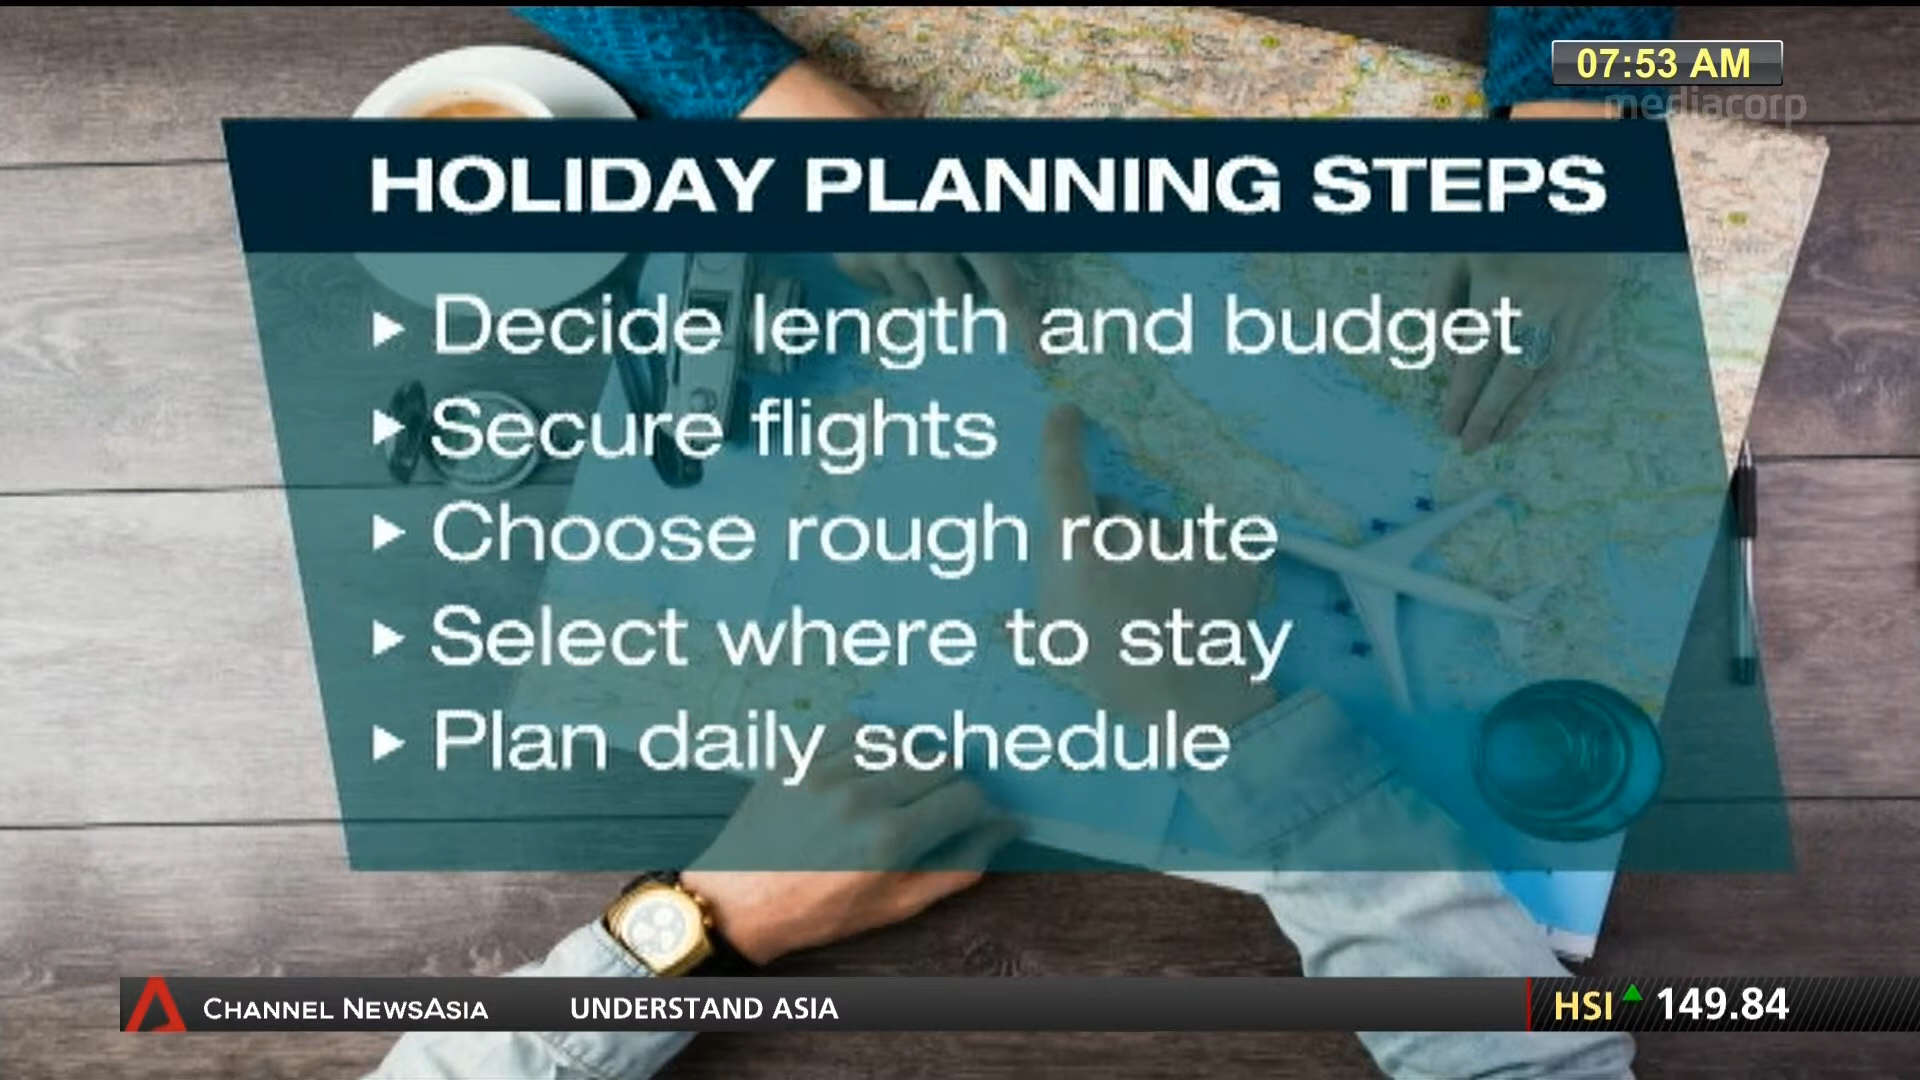 07:53 AM
mediacorp
HOLIDAY PLANNING STEPS
Decide length and budget
Secure flights
Choose rough route
Select where to stay
Plan daily schedule
CHANNEL NEWSASIA UNDERSTAND ASIA HSI 149.84